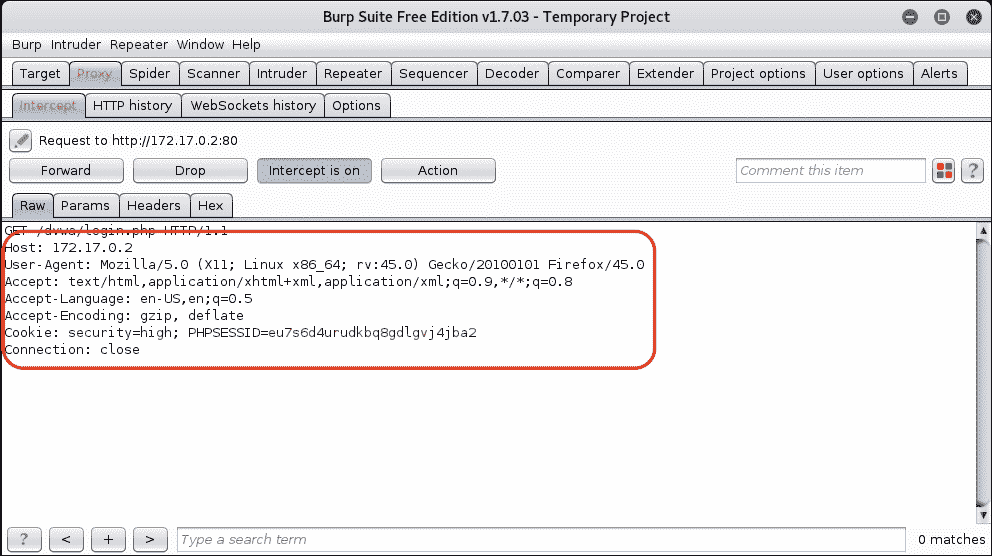 Burp Suite Free Edition v1.7.03 - Temporary Project
Burp Intruder Repeater Window Help
Target Proxy Spider Scanner Intruder Repeater Sequencer Decoder Comparer Extender Project options User options Alerts
Intercept HTTP history WebSockets history Options
Request to http://172.17.0.2:80
Forward Drop Intercept is on Action Comment this item ?
Raw Params Headers Hex
GET /dvwa/login.php HTTP/1.1
Host: 172.17.0.2
User-Agent: Mozilla/5.0 (X11; Linux x86_64; rv:45.0) Gecko/20100101 Firefox/45.0
Accept: text/html,application/xhtml+xml,application/xml;q=0.9,*/*;q=0.8
Accept-Language: en-US,en;q=0.5
Accept-Encoding: gzip, deflate
Cookie: security=high; PHPSESSID=eu7s6d4urudkbq8gdlgvj4jba2
Connection: close
? < + > Type a search term 0 matches